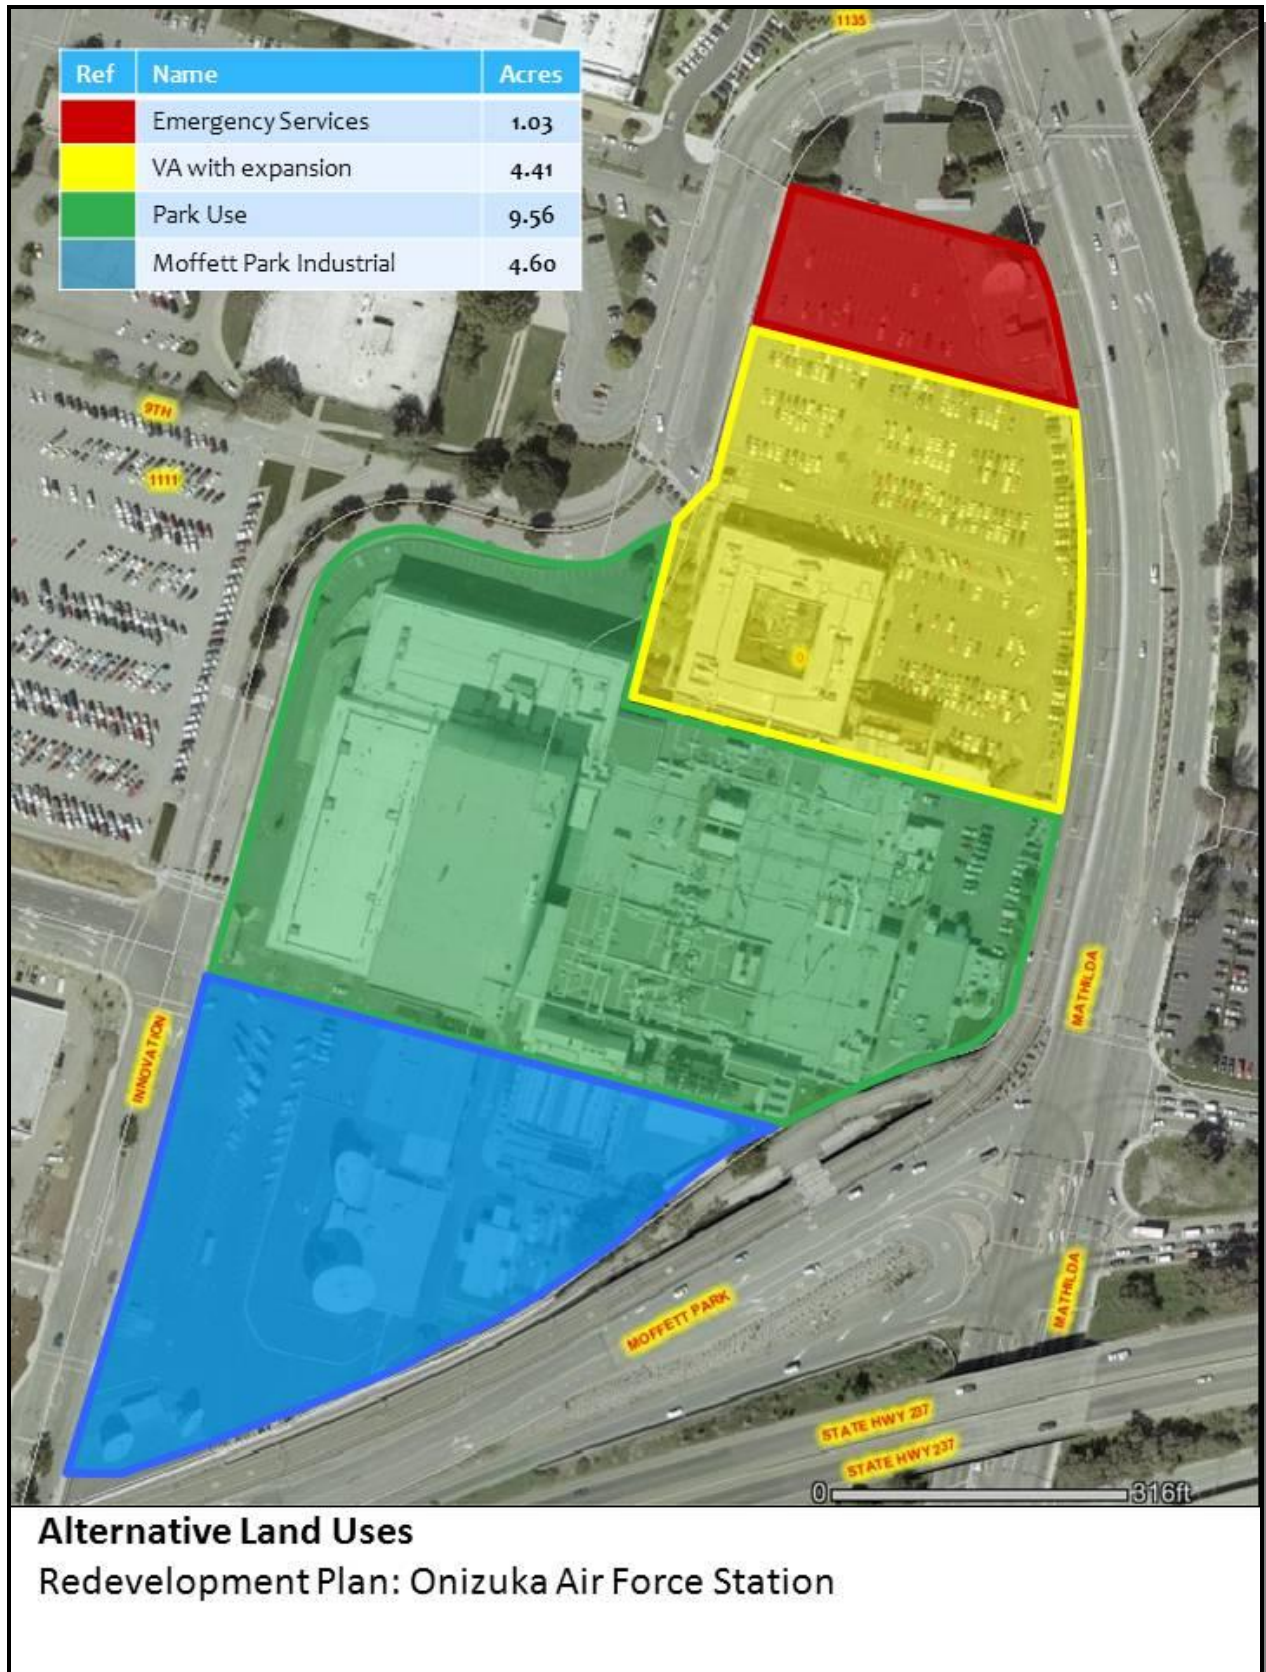 1135
Ref Name Acres
Emergency Services 1.03
VA with expansion 4.41
Park Use 9.56
Moffett Park Industrial 4.60
9TH
1111
0
MATHILDA
INNOVATION
MATHILDA
MOFFETT PARK
STATE HWY 237
STATE HWY 237
0 316ft
Alternative Land Uses
Redevelopment Plan: Onizuka Air Force Station